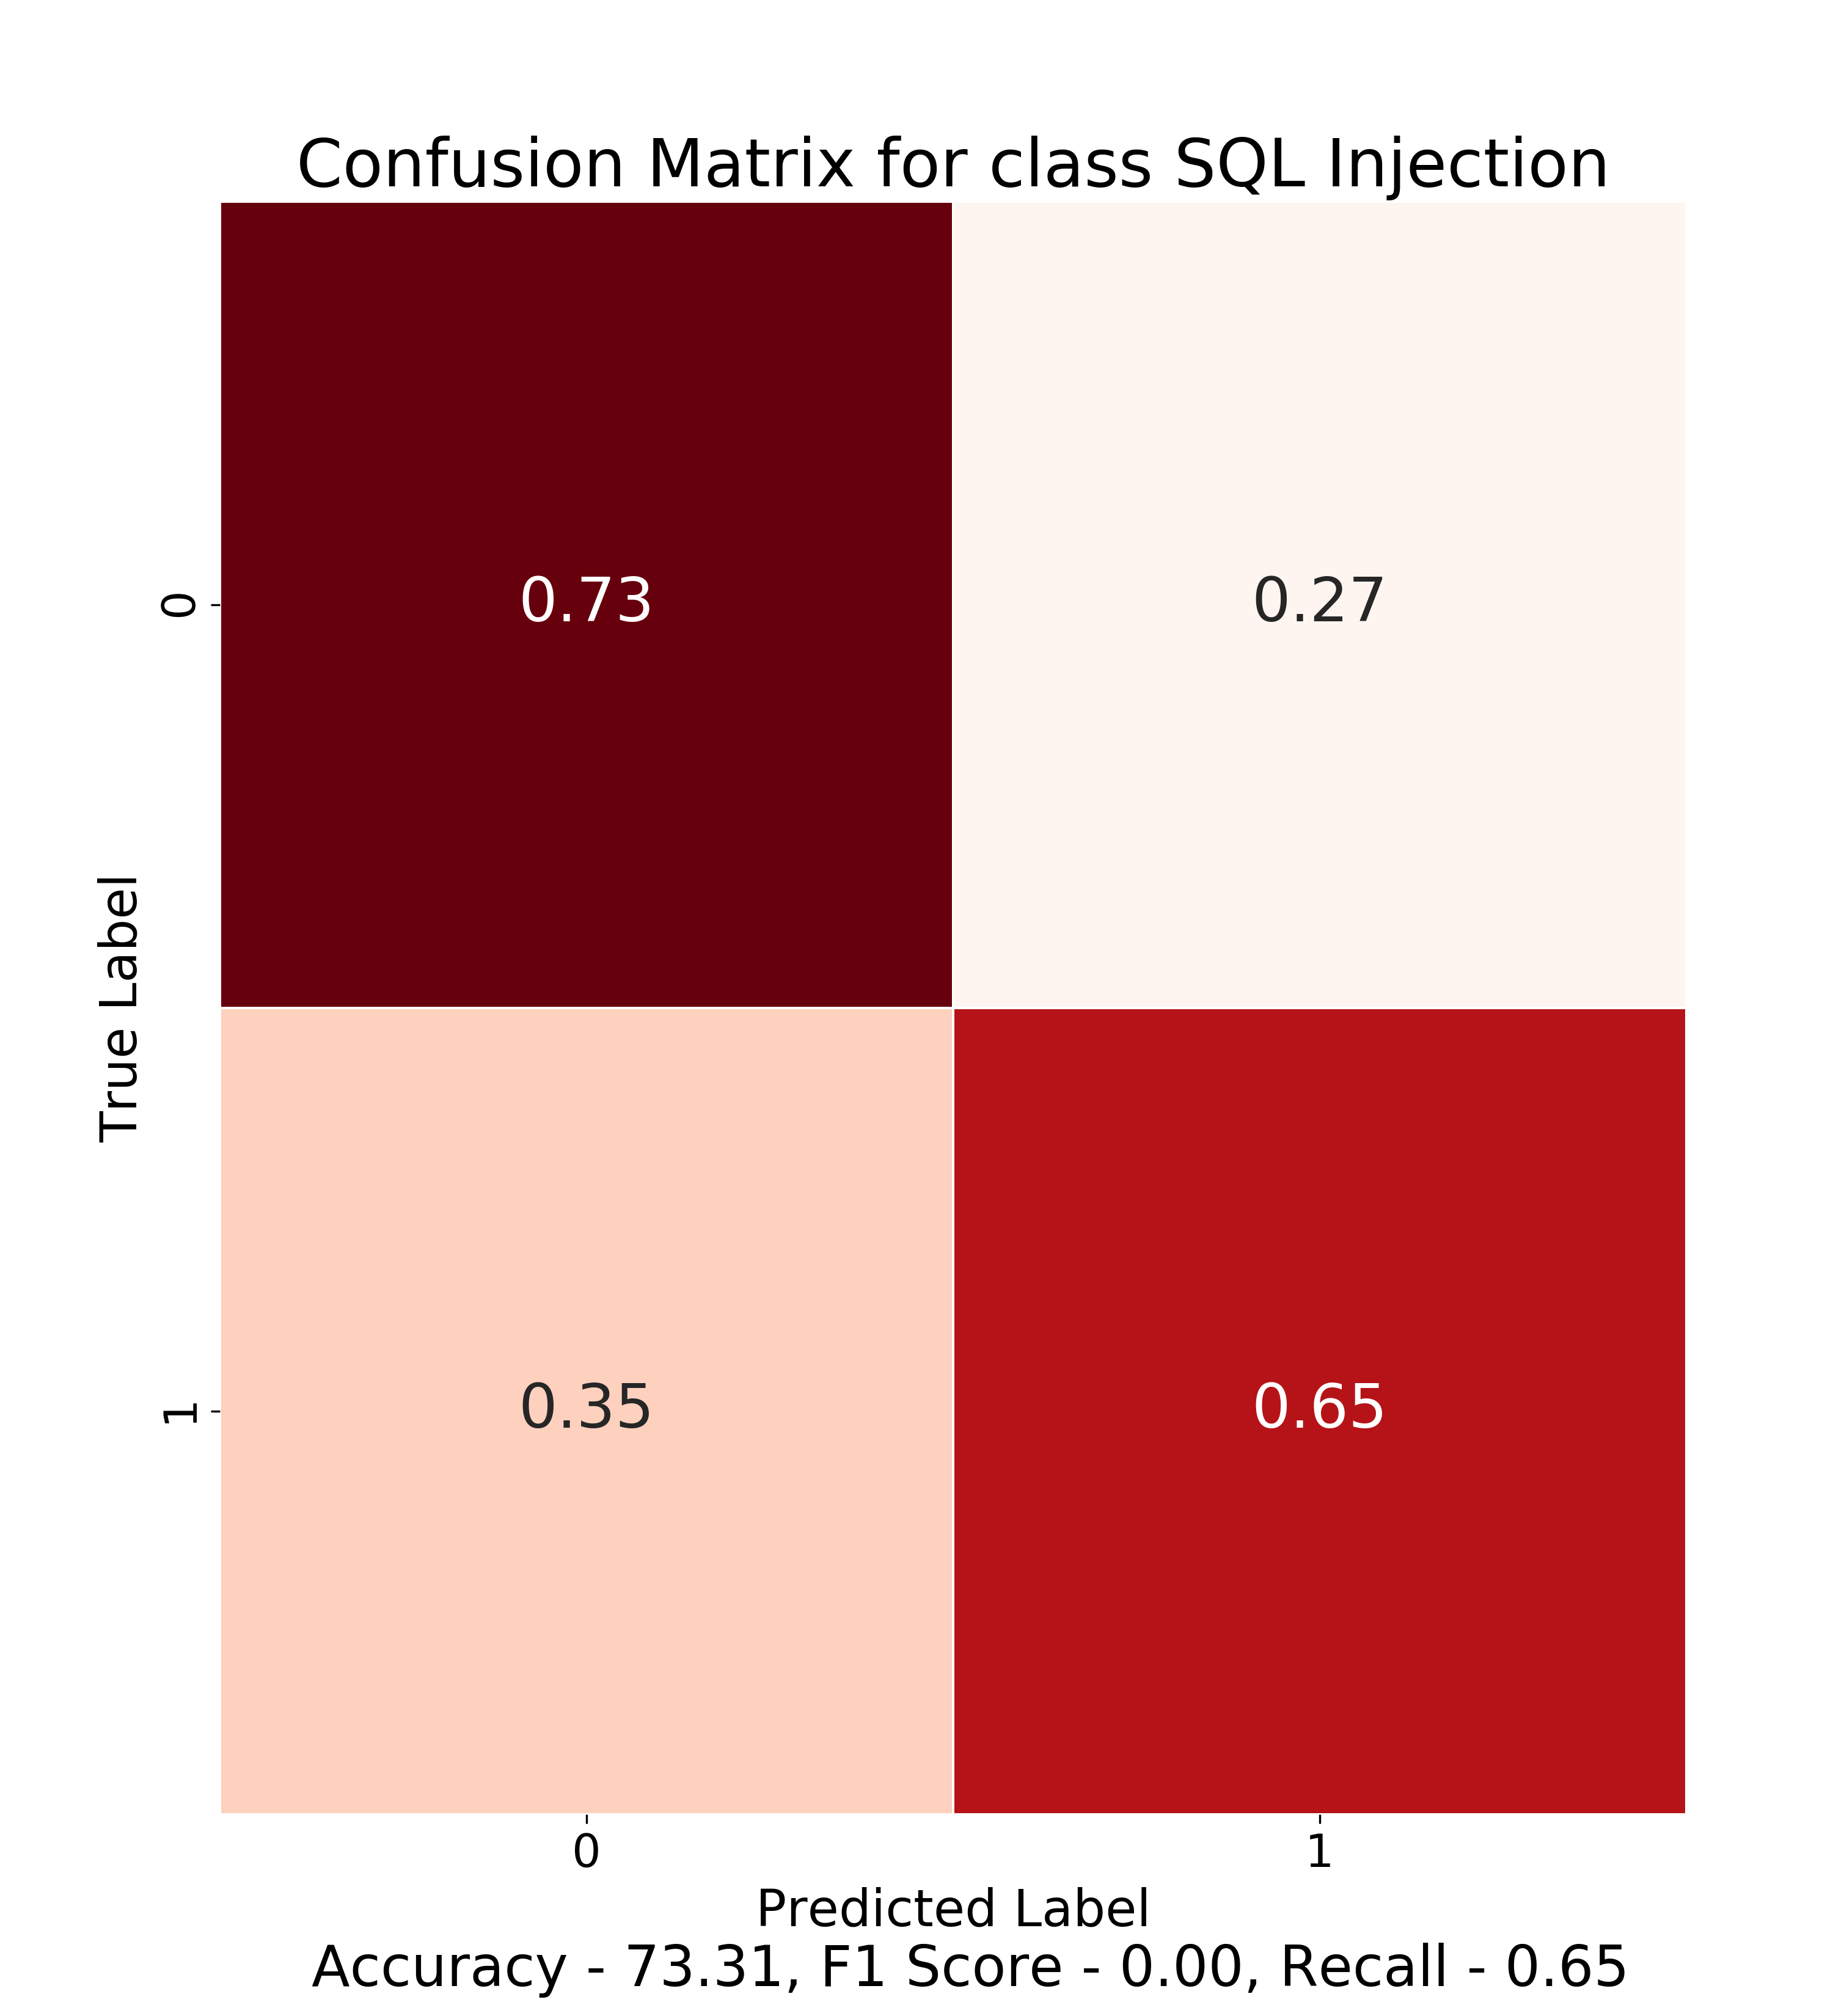 Confusion Matrix for class SQL Injection
0
0.73
0.27
True Label
1
0.35
0.65
0
1
Predicted Label
Accuracy - 73.31, F1 Score - 0.00, Recall - 0.65